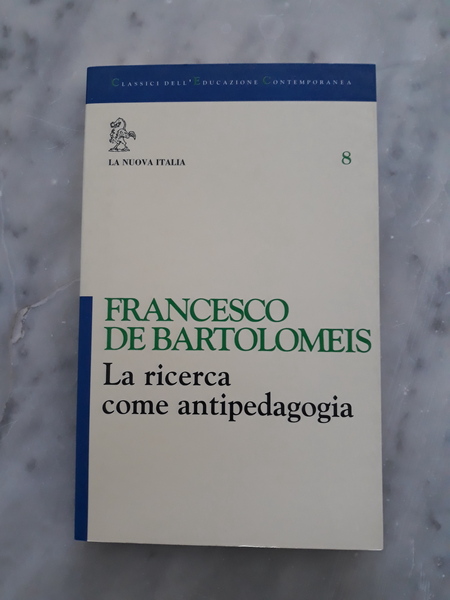 CLASSICI DELL'EDUCAZIONE CONTEMPORANEA
LA NUOVA ITALIA
8
FRANCESCO
DE BARTOLOMEIS
La ricerca
come antipedagogia